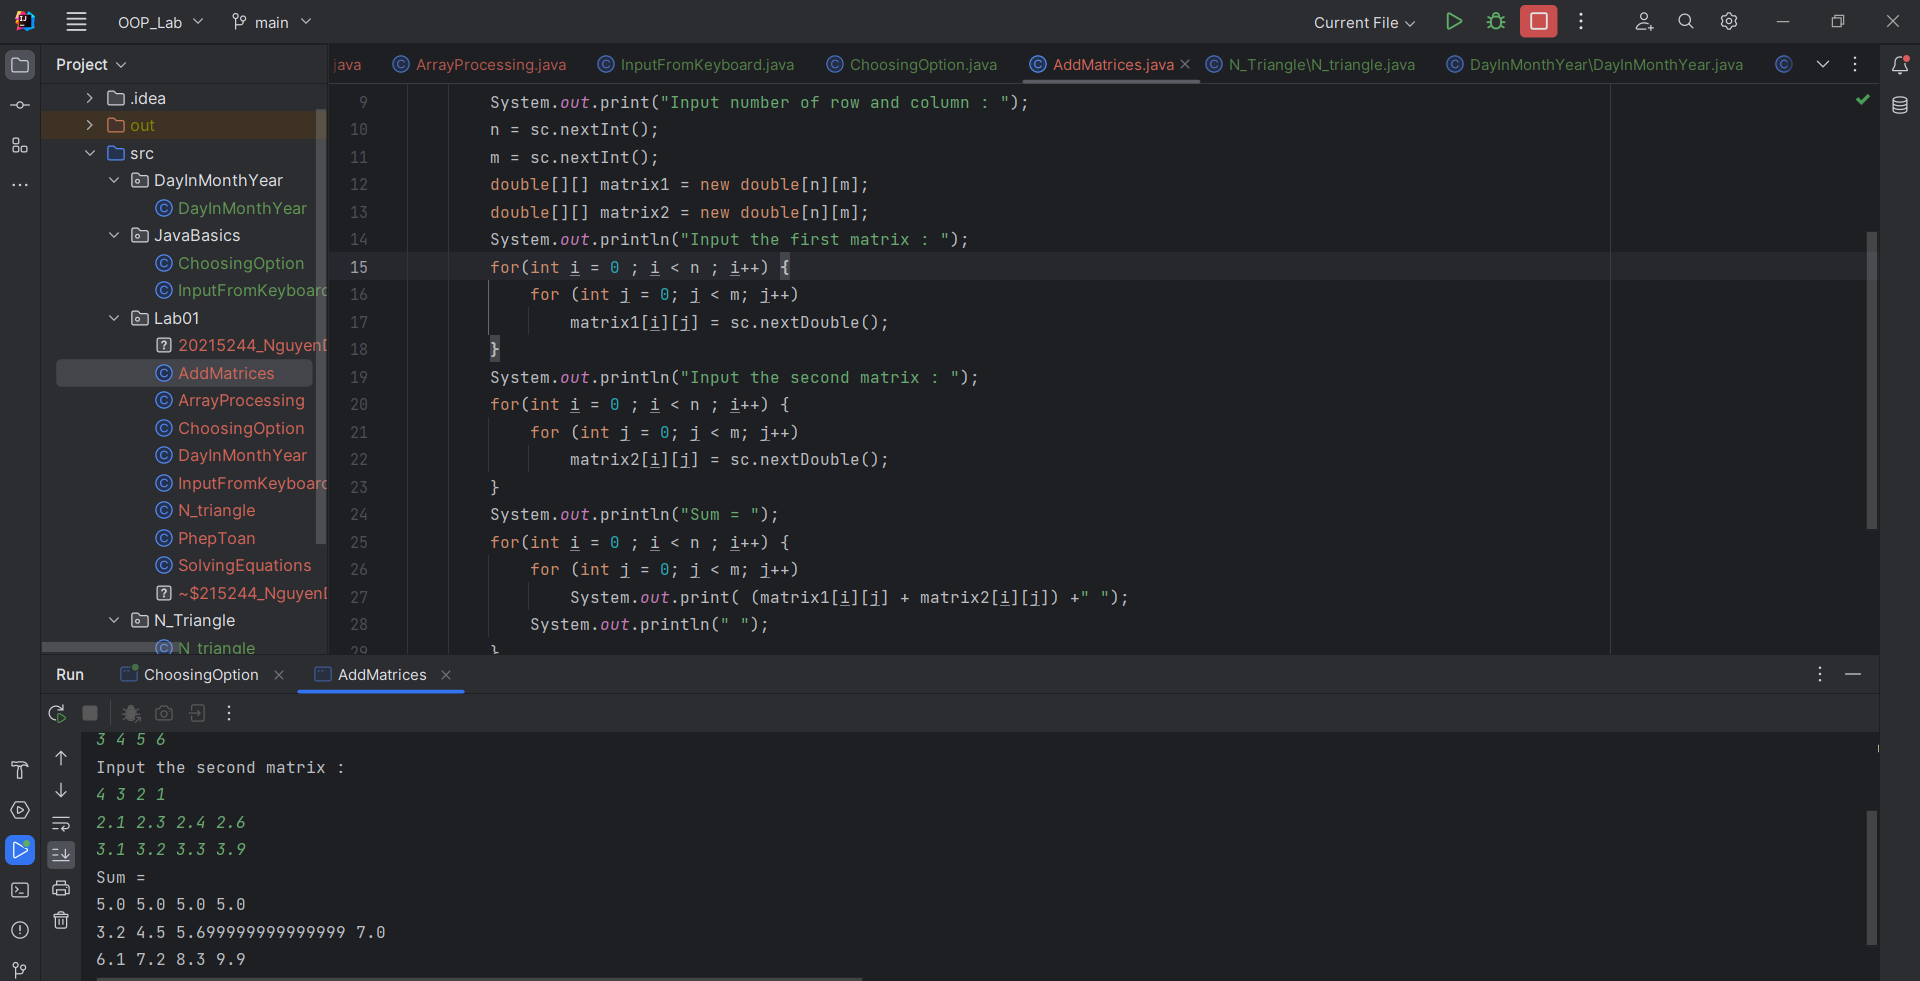 OOP_Lab main Current File
Project
java ArrayProcessing.java InputFromKeyboard.java ChoosingOption.java AddMatrices.java N_Triangle\N_triangle.java DayInMonthYear\DayInMonthYear.java
.idea
out
src
DayInMonthYear
DayInMonthYear
JavaBasics
ChoosingOption
InputFromKeyboard
Lab01
20215244_NguyenD
AddMatrices
ArrayProcessing
ChoosingOption
DayInMonthYear
InputFromKeyboard
N_triangle
PhepToan
SolvingEquations
~$215244_NguyenD
N_Triangle
N_triangle
9 System.out.print("Input number of row and column : ");
10 n = sc.nextInt();
11 m = sc.nextInt();
12 double[][] matrix1 = new double[n][m];
13 double[][] matrix2 = new double[n][m];
14 System.out.println("Input the first matrix : ");
15 for(int i = 0 ; i < n ; i++) {
16 for (int j = 0; j < m; j++)
17 matrix1[i][j] = sc.nextDouble();
18 }
19 System.out.println("Input the second matrix : ");
20 for(int i = 0 ; i < n ; i++) {
21 for (int j = 0; j < m; j++)
22 matrix2[i][j] = sc.nextDouble();
23 }
24 System.out.println("Sum = ");
25 for(int i = 0 ; i < n ; i++) {
26 for (int j = 0; j < m; j++)
27 System.out.print( (matrix1[i][j] + matrix2[i][j]) +" ");
28 System.out.println(" ");
29 }
Run ChoosingOption AddMatrices
3 4 5 6
Input the second matrix :
4 3 2 1
2.1 2.3 2.4 2.6
3.1 3.2 3.3 3.9
Sum =
5.0 5.0 5.0 5.0
3.2 4.5 5.699999999999999 7.0
6.1 7.2 8.3 9.9